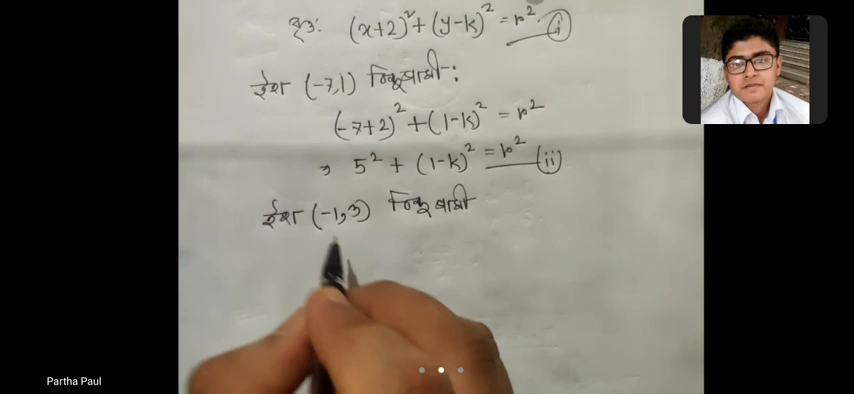 বৃত্ত: (x+2)² + (y-k)² = r² (i)
ইহা (-7,1) বিন্দুগামী:
(-7+2)² + (1-k)² = r²
⇒ 5² + (1-k)² = r² (ii)
ইহা (-1,3) বিন্দুগামী
Partha Paul